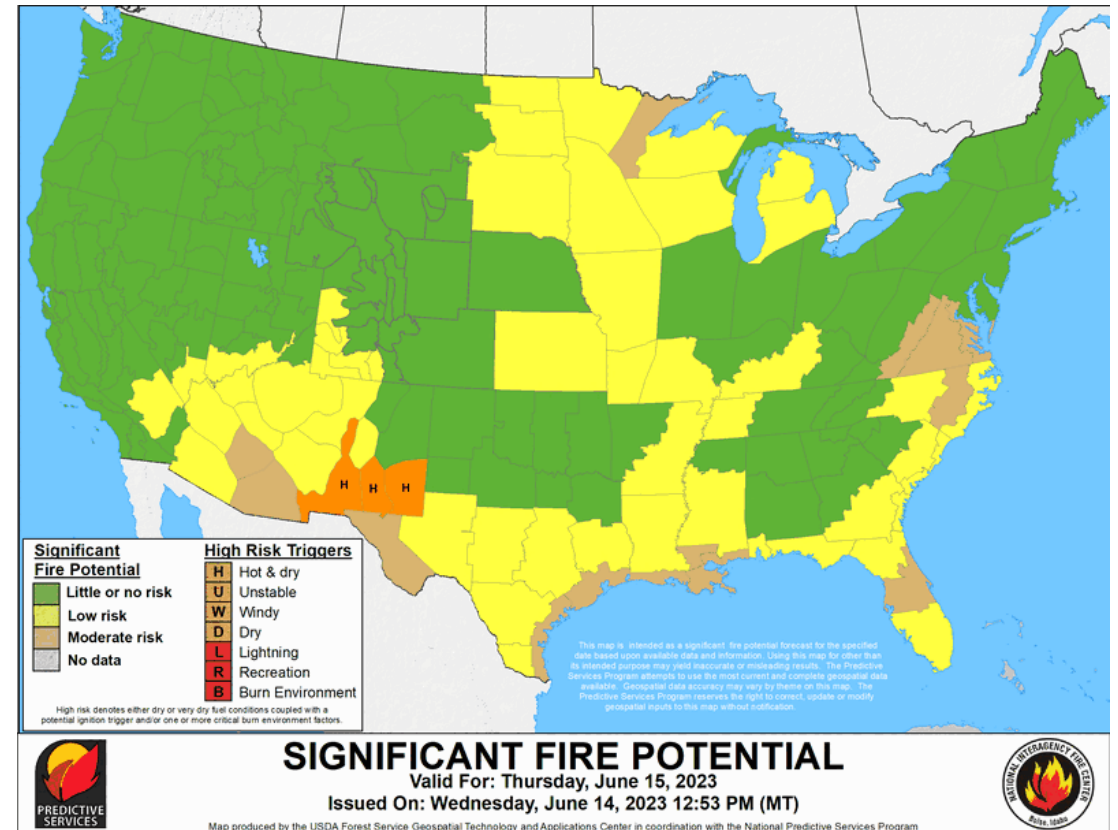 H H H
Significant
Fire Potential
Little or no risk
Low risk
Moderate risk
No data
High Risk Triggers
H Hot & dry
U Unstable
W Windy
D Dry
L Lightning
R Recreation
B Burn Environment
High risk denotes either dry or very dry fuel conditions coupled with a
potential ignition trigger and/or one or more critical burn environment factors.
This map is intended as a significant fire potential forecast for the specified
date based upon available data and information. Using this map for other than
its intended purpose may yield inaccurate or misleading results. The Predictive
Services Program attempts to use the most current and complete geospatial data
available. Geospatial data accuracy may vary by theme on this map. The
Predictive Services Program reserves the right to correct, update or modify
geospatial inputs to this map without notification.
PREDICTIVE
SERVICES
SIGNIFICANT FIRE POTENTIAL
Valid For: Thursday, June 15, 2023
Issued On: Wednesday, June 14, 2023 12:53 PM (MT)
Map produced by the USDA Forest Service Geospatial Technology and Applications Center in coordination with the National Predictive Services Program
NATIONAL INTERAGENCY FIRE CENTER
Boise, Idaho